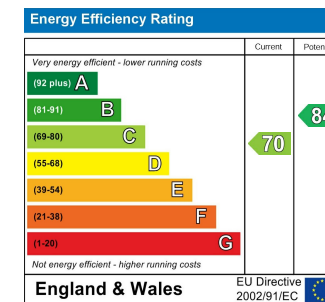 Energy Efficiency Rating
Current
Very energy efficient - lower running costs
(92 plus) A
(81-91) B
84
(69-80) C
70
(55-68) D
(39-54) E
(21-38) F
(1-20) G
Not energy efficient - higher running costs
England & Wales
EU Directive
2002/91/EC